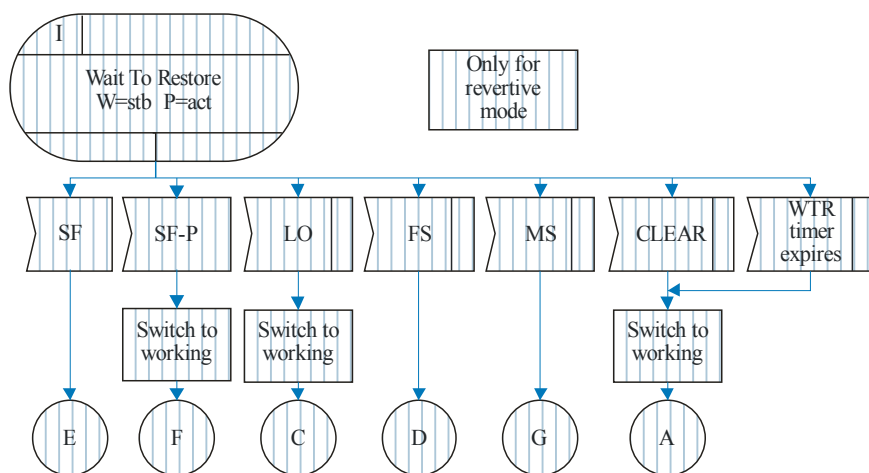 I
Wait To Restore
W=stb P=act
Only for
revertive
mode
SF
SF-P
LO
FS
MS
CLEAR
WTR
timer
expires
Switch to
working
Switch to
working
Switch to
working
E
F
C
D
G
A